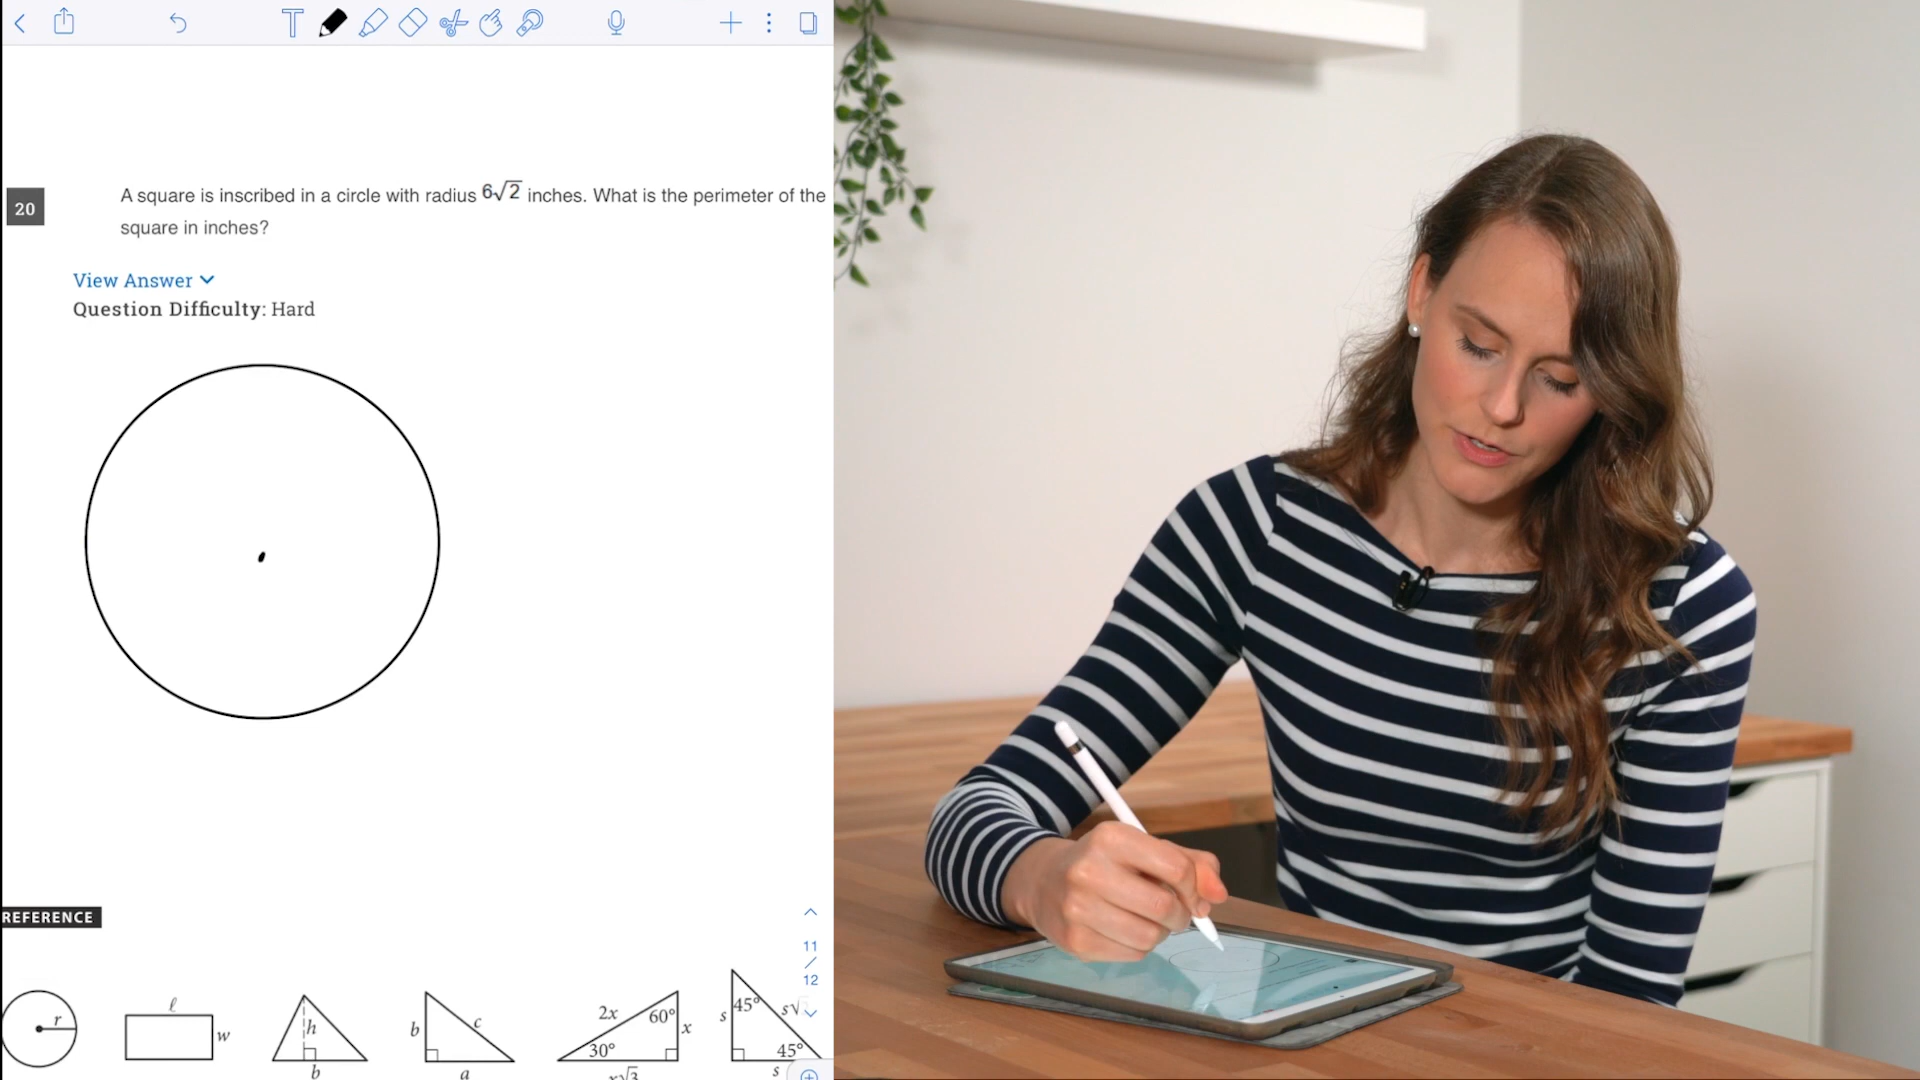 20
A square is inscribed in a circle with radius 6√2 inches. What is the perimeter of the
square in inches?
View Answer
Question Difficulty: Hard
REFERENCE
11
/
12
r
ℓ
w
h
b
b
c
a
2x
60°
x
30°
x√3
45°
s
s√
45°
s